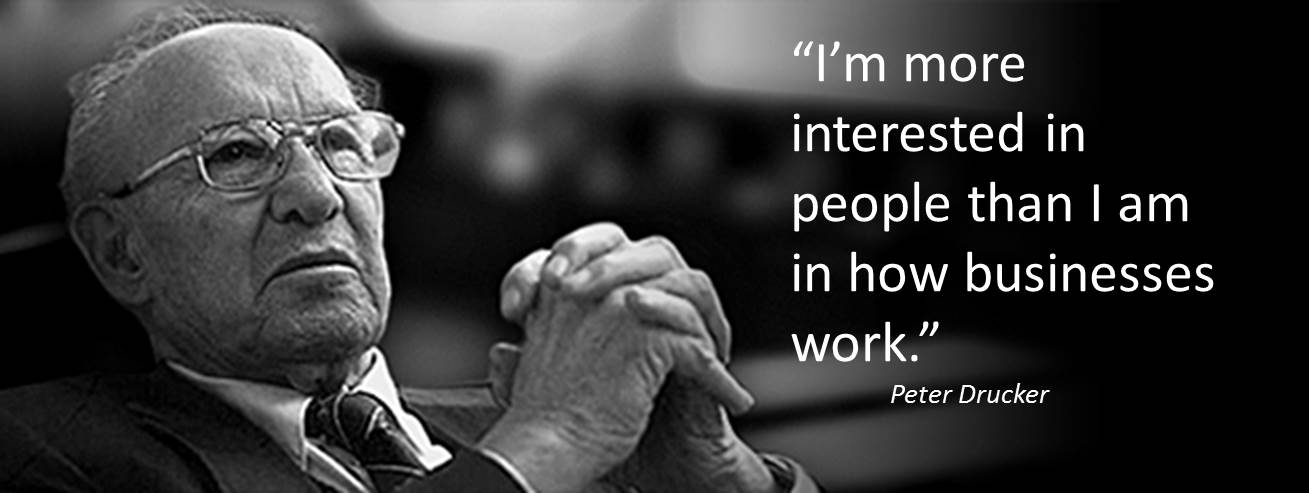 “I’m more
interested in
people than I am
in how businesses
work.”
Peter Drucker